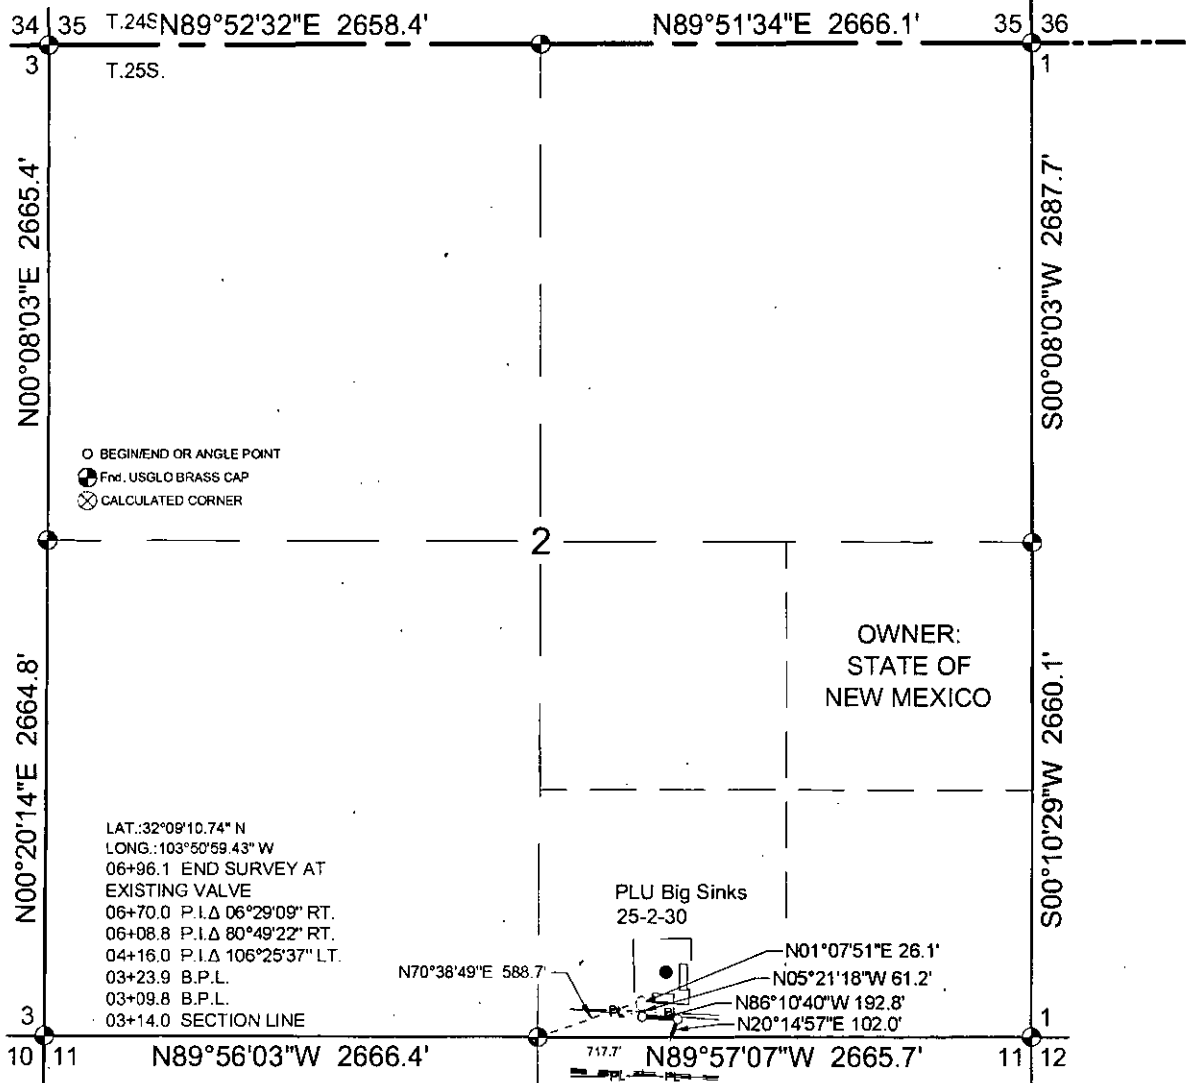 34 35 T.24S N89°52'32"E 2658.4' N89°51'34"E 2666.1' 35 36
3 T.25S. 1
N00°08'03"E 2665.4'
S00°08'03"W 2687.7'
O BEGIN/END OR ANGLE POINT
Fnd. USGLO BRASS CAP
CALCULATED CORNER
2
OWNER:
STATE OF
NEW MEXICO
N00°20'14"E 2664.8'
S00°10'29"W 2660.1'
LAT.:32°09'10.74" N
LONG.:103°50'59.43" W
06+96.1 END SURVEY AT
EXISTING VALVE
06+70.0 P.I.Δ 06°29'09" RT.
06+08.8 P.I.Δ 80°49'22" RT.
04+16.0 P.I.Δ 106°25'37" LT.
03+23.9 B.P.L.
03+09.8 B.P.L.
03+14.0 SECTION LINE
PLU Big Sinks
25-2-30
N01°07'51"E 26.1'
N70°38'49"E 588.7'
N05°21'18"W 61.2'
N86°10'40"W 192.8'
N20°14'57"E 102.0'
PL PL
3 1
10 11 N89°56'03"W 2666.4' 717.7' N89°57'07"W 2665.7' 11 12
PL PL